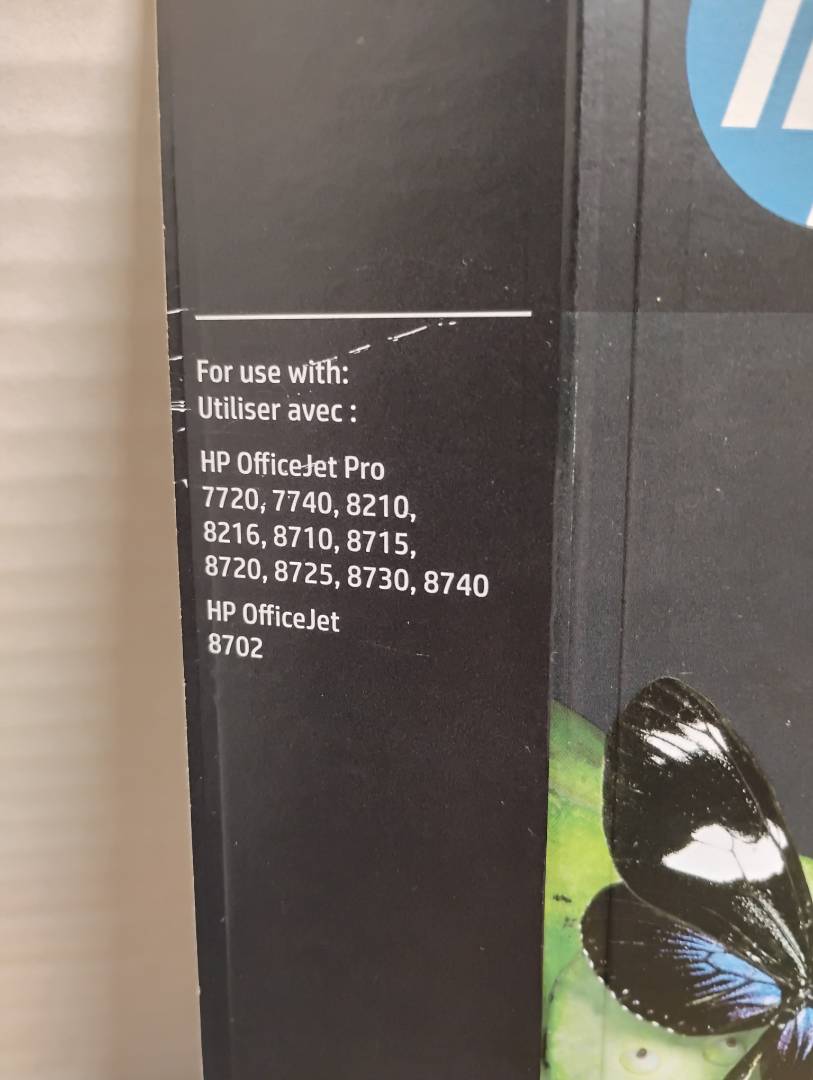 For use with:
Utiliser avec :
HP OfficeJet Pro
7720, 7740, 8210,
8216, 8710, 8715,
8720, 8725, 8730, 8740
HP OfficeJet
8702